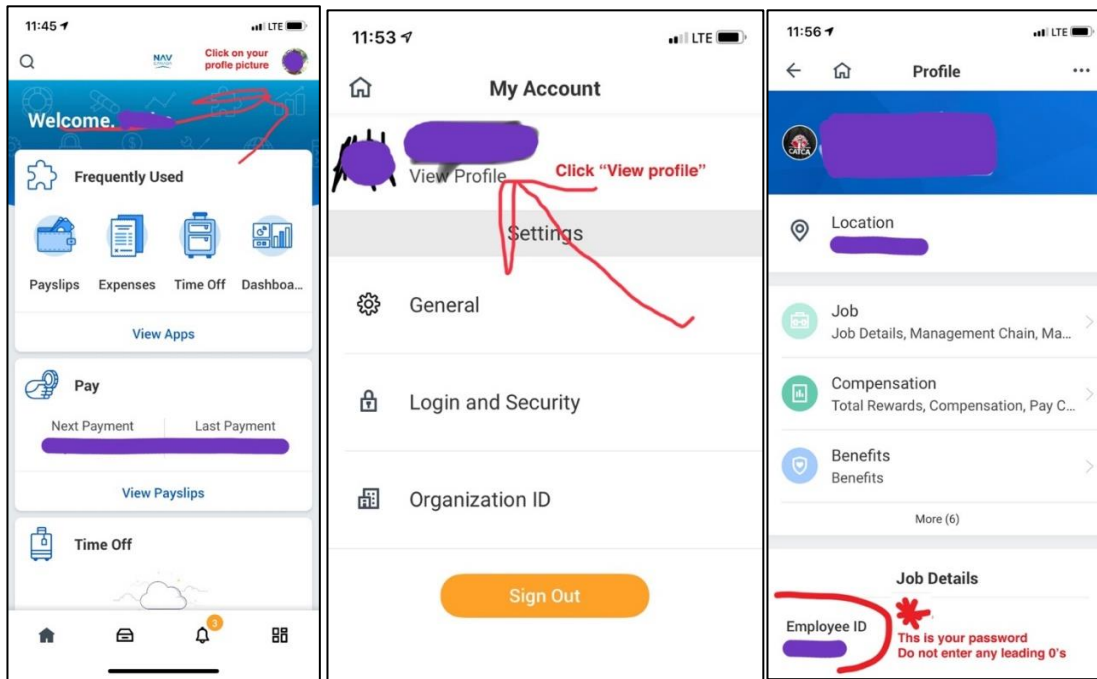 11:45
LTE
NAV
Click on your
profle picture
Welcome.
Frequently Used
Payslips Expenses Time Off Dashboa...
View Apps
Pay
Next Payment Last Payment
View Payslips
Time Off
3
11:53
LTE
My Account
View Profile
Click “View profile”
Settings
General
Login and Security
Organization ID
Sign Out
11:56
LTE
Profile
CATCA
Location
Job
Job Details, Management Chain, Ma...
Compensation
Total Rewards, Compensation, Pay C...
Benefits
Benefits
More (6)
Job Details
Employee ID
Ths is your password
Do not enter any leading 0's